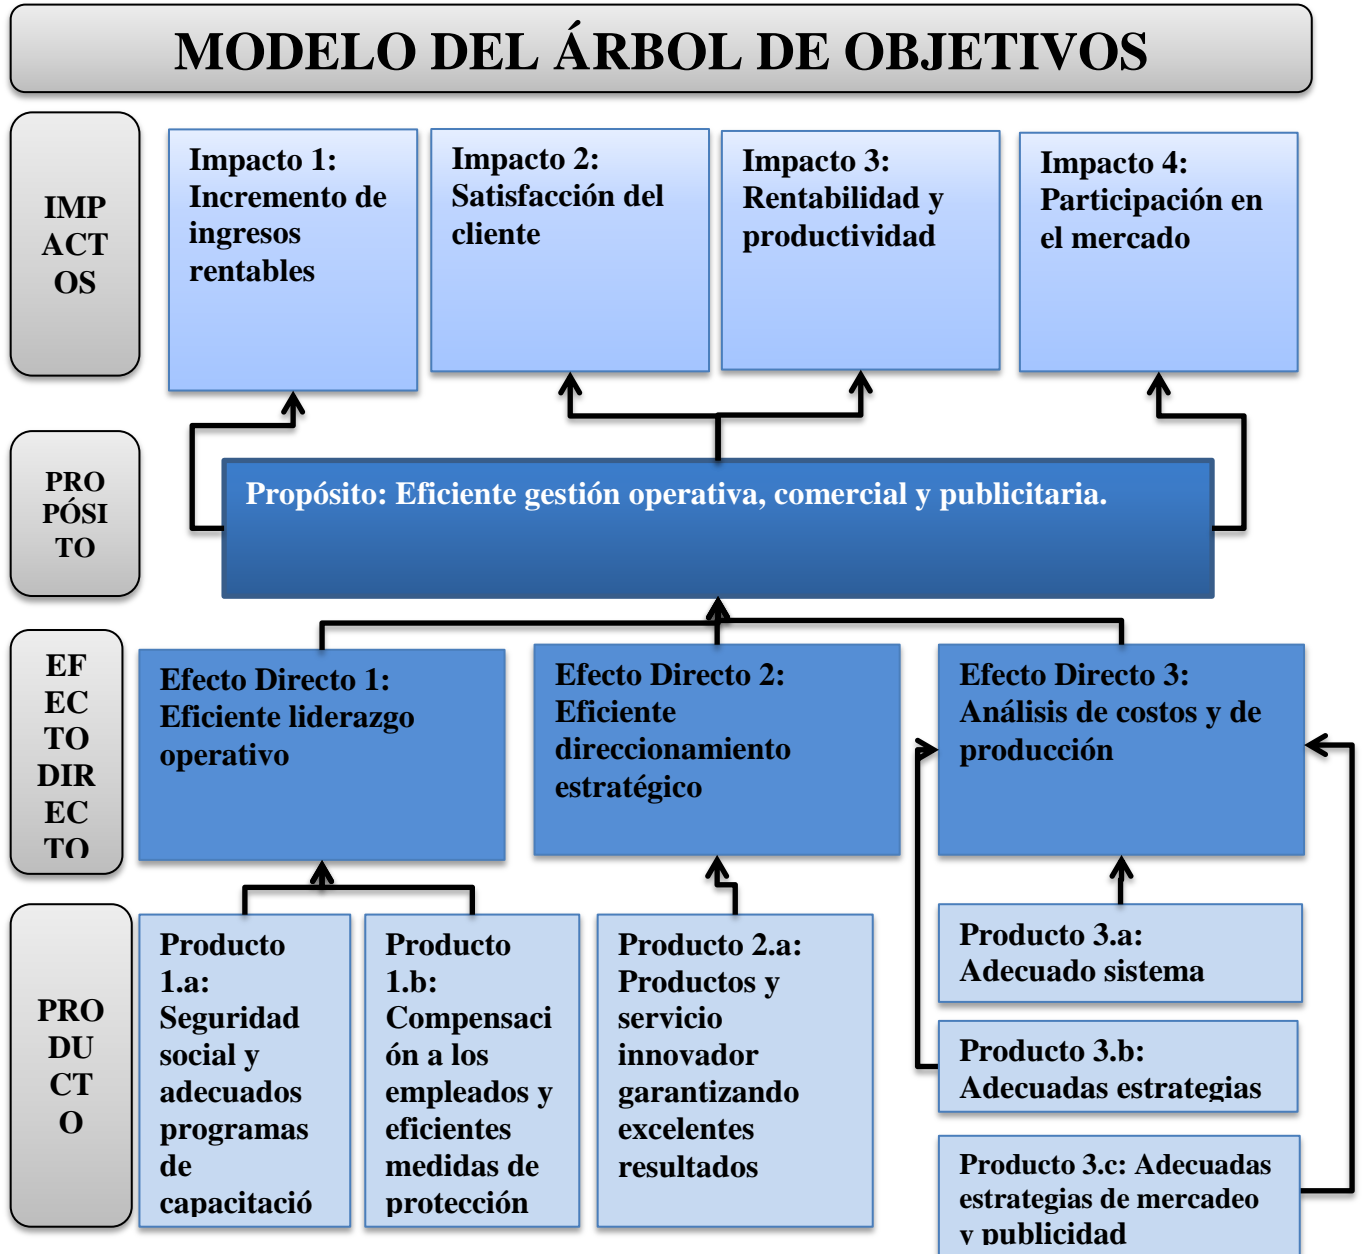 MODELO DEL ÁRBOL DE OBJETIVOS
IMP
ACT
OS
Impacto 1:
Incremento de
ingresos
rentables
Impacto 2:
Satisfacción del
cliente
Impacto 3:
Rentabilidad y
productividad
Impacto 4:
Participación en
el mercado
PRO
PÓSI
TO
Propósito: Eficiente gestión operativa, comercial y publicitaria.
EF
EC
TO
DIR
EC
TO
Efecto Directo 1:
Eficiente liderazgo
operativo
Efecto Directo 2:
Eficiente
direccionamiento
estratégico
Efecto Directo 3:
Análisis de costos y de
producción
PRO
DU
CT
O
Producto
1.a:
Seguridad
social y
adecuados
programas
de
capacitació
Producto
1.b:
Compensaci
ón a los
empleados y
eficientes
medidas de
protección
Producto 2.a:
Productos y
servicio
innovador
garantizando
excelentes
resultados
Producto 3.a:
Adecuado sistema
Producto 3.b:
Adecuadas estrategias
Producto 3.c: Adecuadas
estrategias de mercadeo
y publicidad